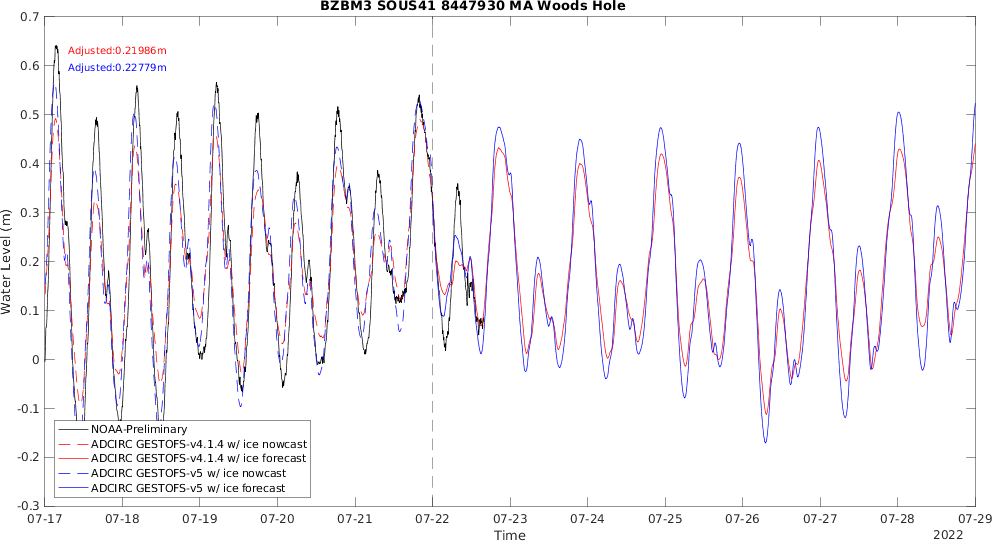 BZBM3 SOUS41 8447930 MA Woods Hole
0.7
0.6
0.5
0.4
0.3
0.2
0.1
0
-0.1
-0.2
-0.3
Water Level (m)
Adjusted:0.21986m
Adjusted:0.22779m
NOAA-Preliminary
ADCIRC GESTOFS-v4.1.4 w/ ice nowcast
ADCIRC GESTOFS-v4.1.4 w/ ice forecast
ADCIRC GESTOFS-v5 w/ ice nowcast
ADCIRC GESTOFS-v5 w/ ice forecast
07-17 07-18 07-19 07-20 07-21 07-22 07-23 07-24 07-25 07-26 07-27 07-28 07-29
Time
2022